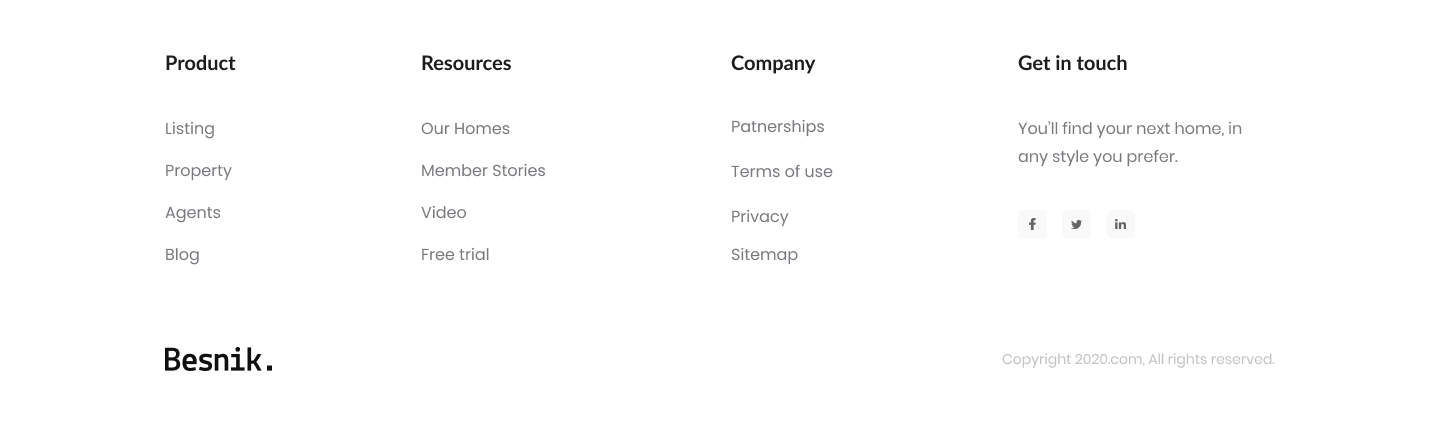 Product
Listing
Property
Agents
Blog
Resources
Our Homes
Member Stories
Video
Free trial
Company
Patnerships
Terms of use
Privacy
Sitemap
Get in touch
You'll find your next home, in
any style you prefer.
Besnik.
Copyright 2020.com, All rights reserved.